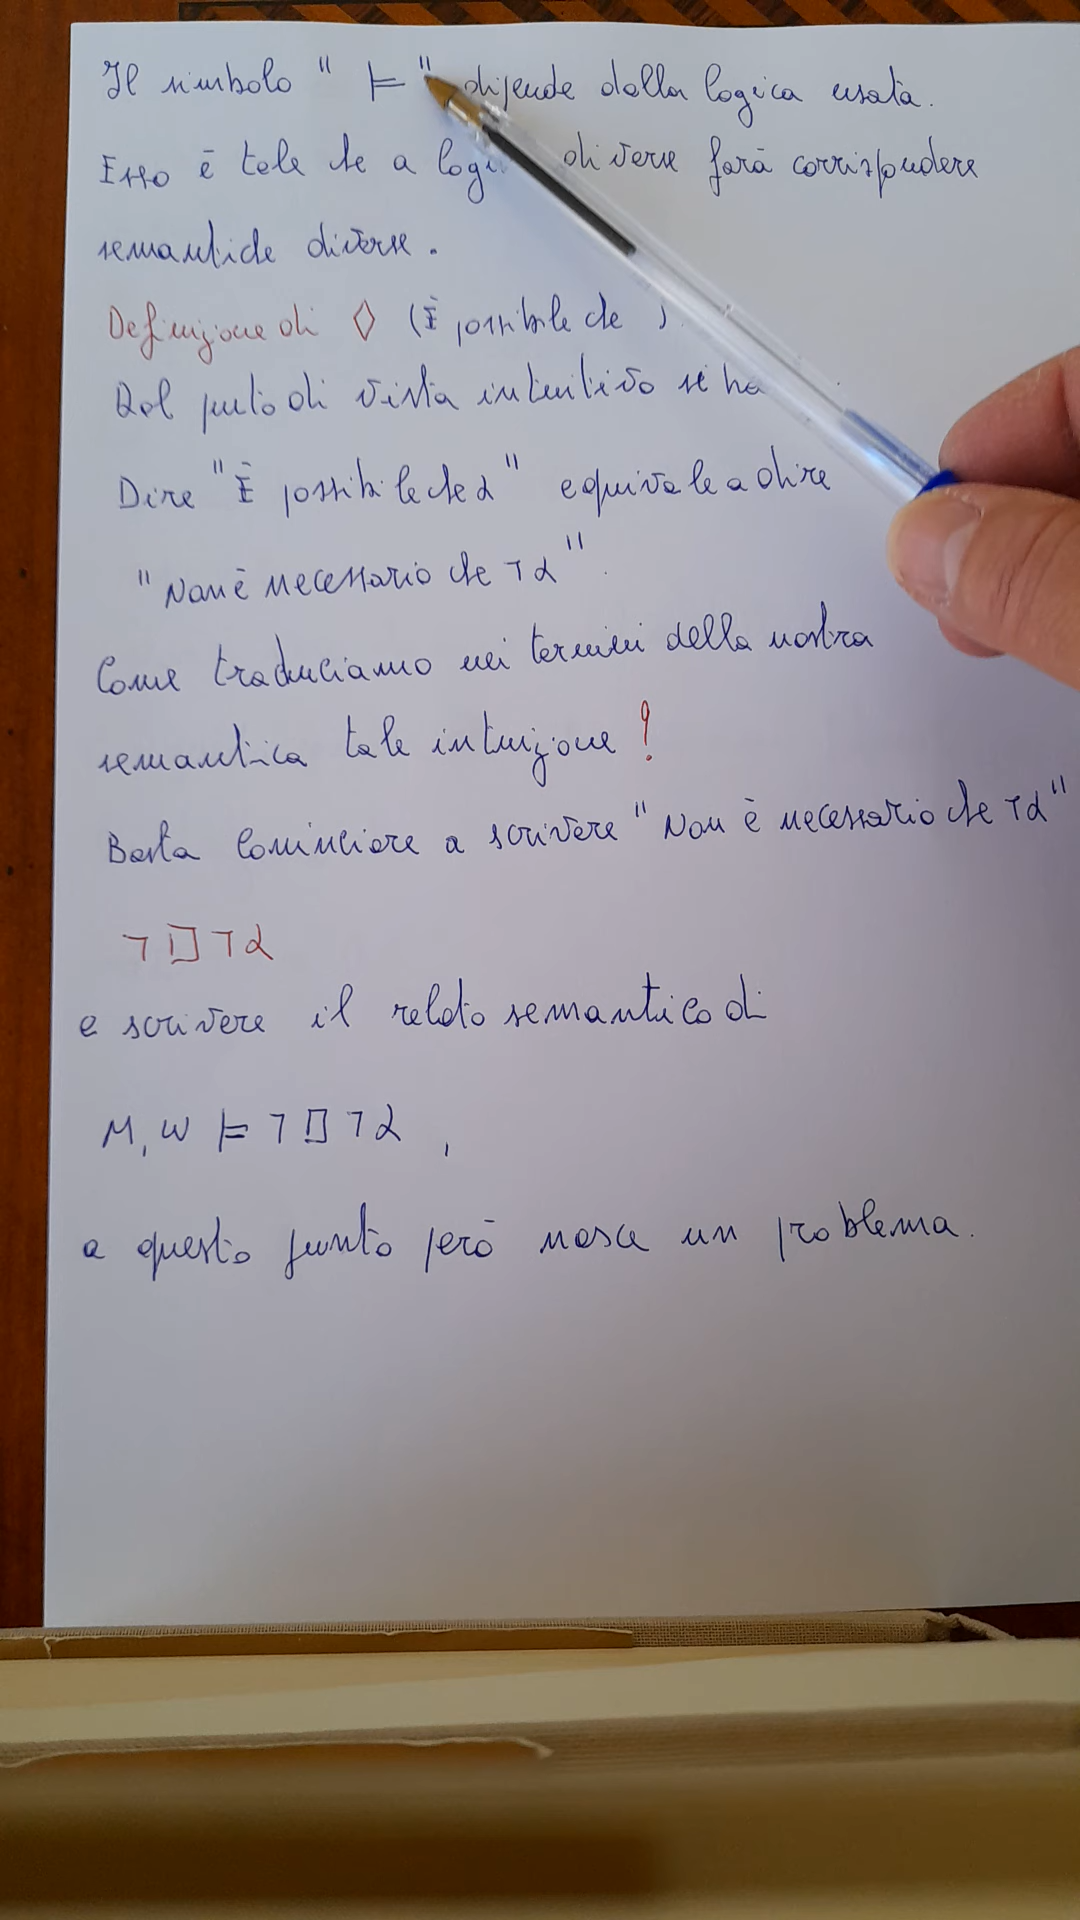 Il simbolo " ⊨ " dipende dalla logica usata.
Esso è tale che a logi diverse farà corrispondere
semantiche diverse.
Definizione di ◊ (È possibile che )
Dal punto di vista intuitivo si ha
Dire "È possibile che α" equivale a dire
"Non è necessario che ¬α".
Come traduciamo nei termini della nostra
semantica tale intuizione ?
Basta cominciare a scrivere "Non è necessario che ¬α"
¬□¬α
e scrivere il relato semantico di
M, w ⊨ ¬□¬α ,
a questo punto però nasce un problema.